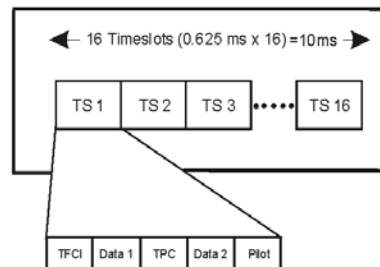 16 Timeslots (0.625 ms x 16) =10ms
TS 1 TS 2 TS 3 TS 16
TFCI Data 1 TPC Data 2 Pilot